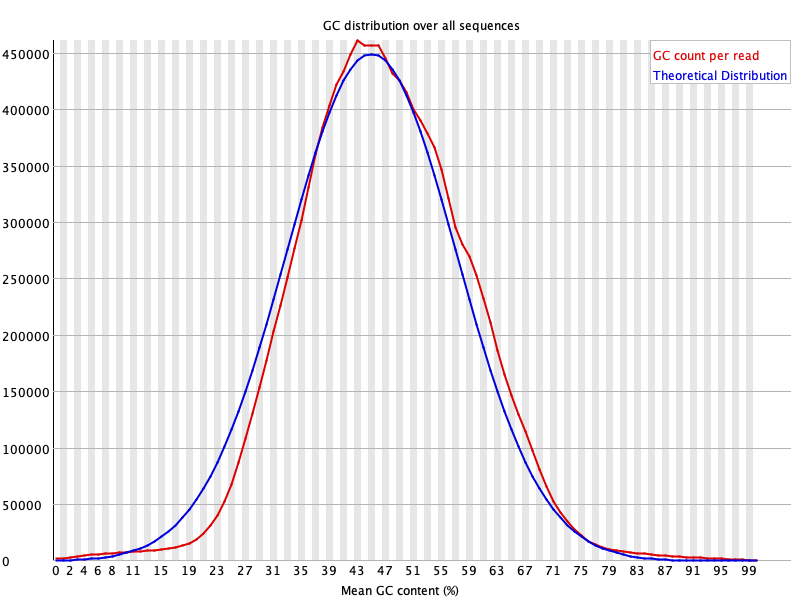 GC distribution over all sequences
GC count per read
Theoretical Distribution
450000
400000
350000
300000
250000
200000
150000
100000
50000
0
0 2 4 6 8 11 15 19 23 27 31 35 39 43 47 51 55 59 63 67 71 75 79 83 87 91 95 99
Mean GC content (%)